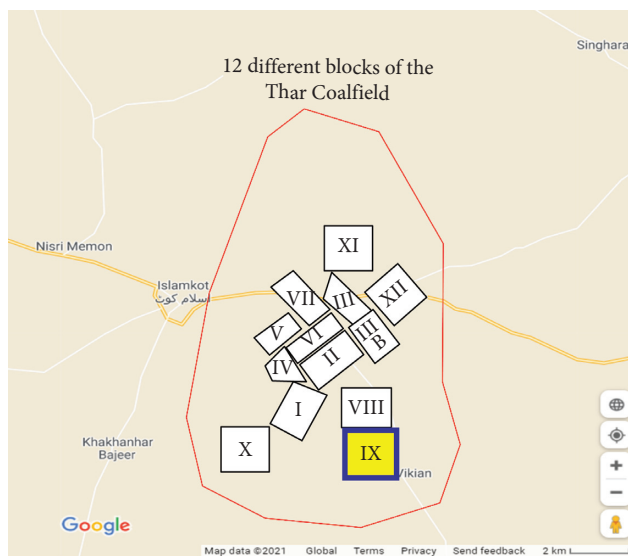 Singhara
12 different blocks of the
Thar Coalfield
Nisri Memon
XI
Islamkot
اسلام کوٹ
VII
III
XII
V
VI
III
B
IV
II
I
VIII
Khakhanhar
Bajeer
X
IX
Vikian
Google
Map data ©2021 Global Terms Privacy Send feedback 2 km